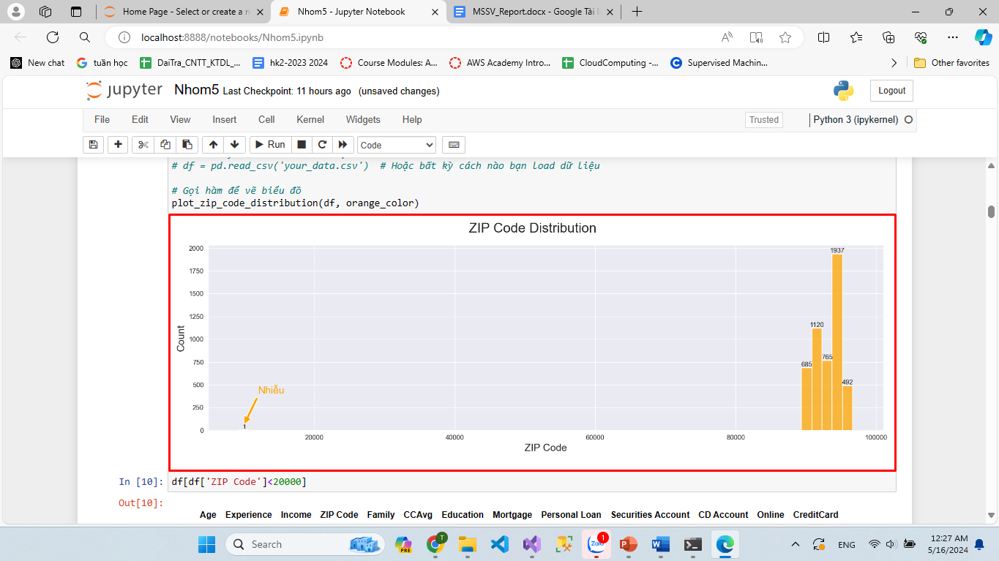 Home Page - Select or create a n
Nhom5 - Jupyter Notebook
MSSV_Report.docx - Google Tài l
localhost:8888/notebooks/Nhom5.ipynb
New chat
tuần học
DaiTra_CNTT_KTDL_...
hk2-2023 2024
Course Modules: A...
AWS Academy Intro...
CloudComputing -...
Supervised Machin...
Other favorites
jupyter Nhom5 Last Checkpoint: 11 hours ago (unsaved changes)
Logout
File Edit View Insert Cell Kernel Widgets Help
Trusted
Python 3 (ipykernel)
Run
Code
# df = pd.read_csv('your_data.csv')  # Hoặc bất kỳ cách nào bạn load dữ liệu
# Gọi hàm để vẽ biểu đồ
plot_zip_code_distribution(df, orange_color)
ZIP Code Distribution
Count
2000
1750
1500
1250
1000
750
500
250
0
Nhiễu
1
685
1120
765
1937
492
20000 40000 60000 80000 100000
ZIP Code
In [10]: df[df['ZIP Code']<20000]
Out[10]:
Age Experience Income ZIP Code Family CCAvg Education Mortgage Personal Loan Securities Account CD Account Online CreditCard
Search
PRE
T
Zalo
1
ENG
12:27 AM
5/16/2024